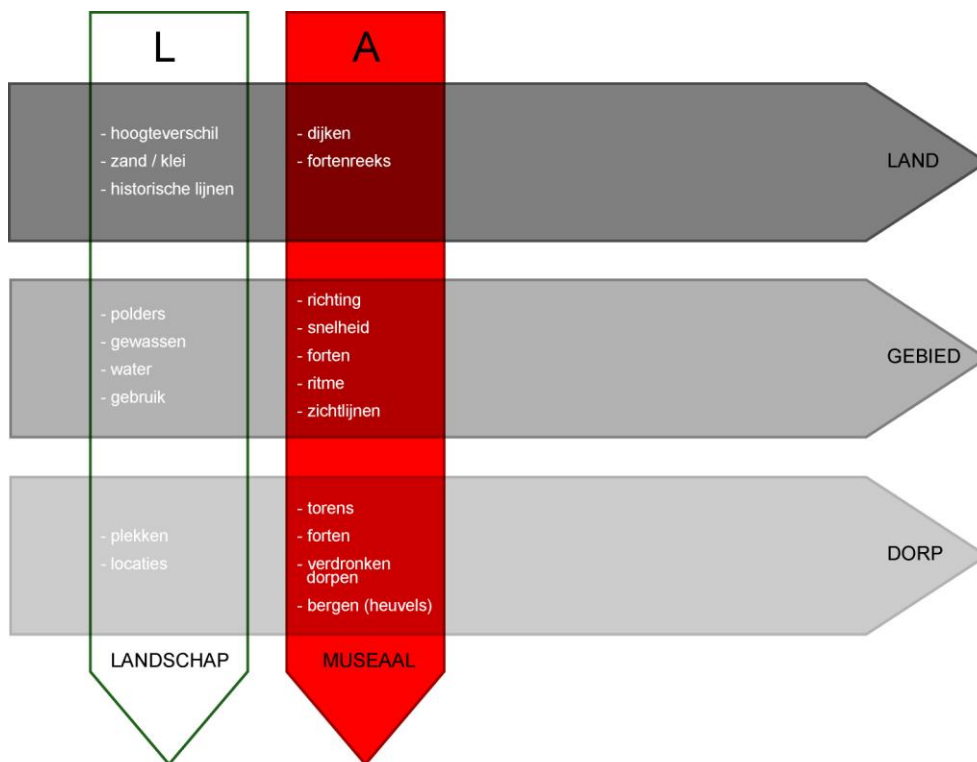 L
A
- hoogteverschil
- zand / klei
- historische lijnen
- dijken
- fortenreeks
LAND
- polders
- gewassen
- water
- gebruik
- richting
- snelheid
- forten
- ritme
- zichtlijnen
GEBIED
- plekken
- locaties
- torens
- forten
- verdronken
dorpen
- bergen (heuvels)
DORP
LANDSCHAP
MUSEAAL